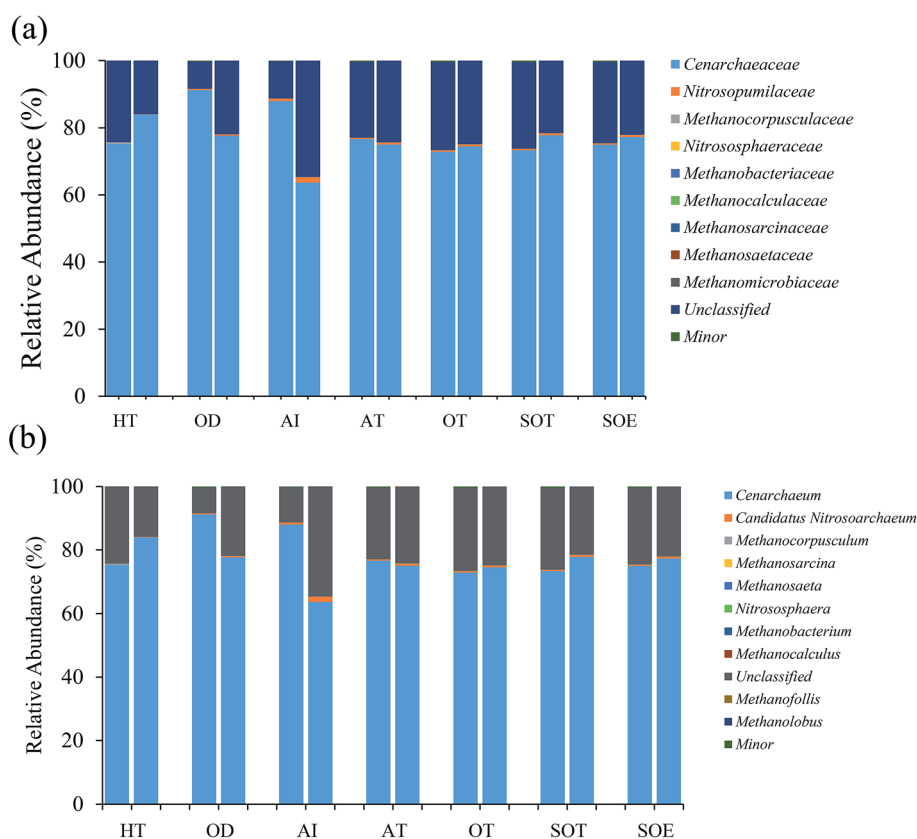 (a)
Relative Abundance (%)
100
80
60
40
20
0
HT OD AI AT OT SOT SOE
Cenarchaeaceae
Nitrosopumilaceae
Methanocorpusculaceae
Nitrososphaeraceae
Methanobacteriaceae
Methanocalculaceae
Methanosarcinaceae
Methanosaetaceae
Methanomicrobiaceae
Unclassified
Minor
(b)
Relative Abundance (%)
100
80
60
40
20
0
HT OD AI AT OT SOT SOE
Cenarchaeum
Candidatus Nitrosoarchaeum
Methanocorpusculum
Methanosarcina
Methanosaeta
Nitrososphaera
Methanobacterium
Methanocalculus
Unclassified
Methanofollis
Methanolobus
Minor